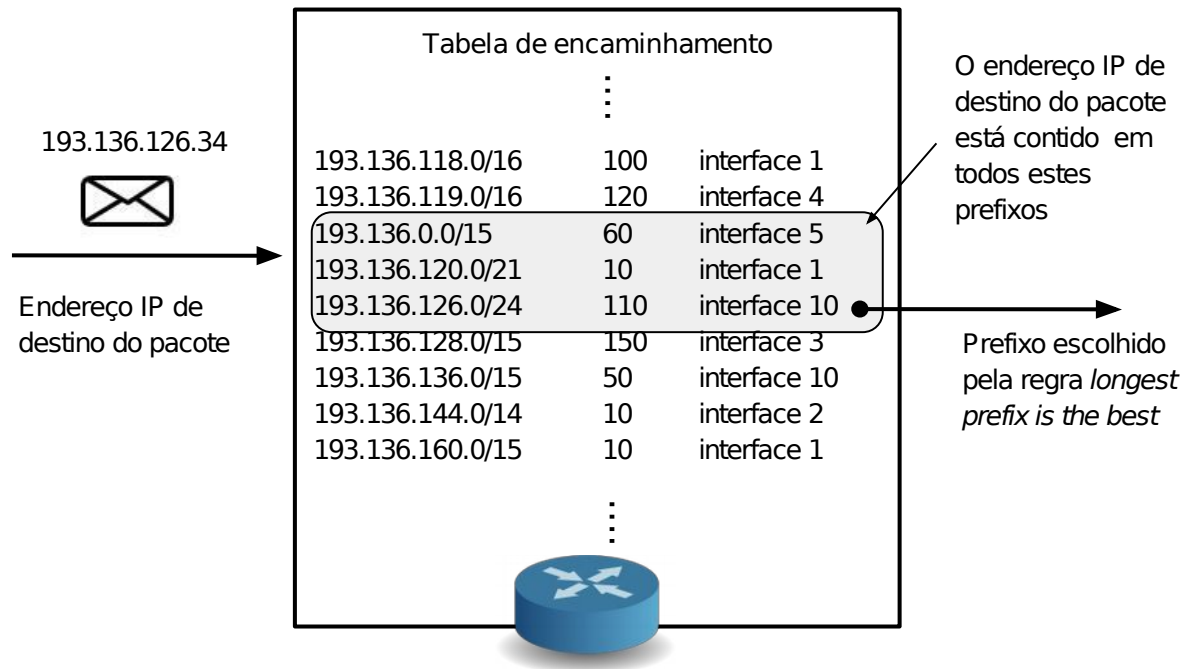 Tabela de encaminhamento
193.136.126.34
Endereço IP de
destino do pacote
193.136.118.0/16 100 interface 1
193.136.119.0/16 120 interface 4
193.136.0.0/15 60 interface 5
193.136.120.0/21 10 interface 1
193.136.126.0/24 110 interface 10
193.136.128.0/15 150 interface 3
193.136.136.0/15 50 interface 10
193.136.144.0/14 10 interface 2
193.136.160.0/15 10 interface 1
O endereço IP de
destino do pacote
está contido em
todos estes
prefixos
Prefixo escolhido
pela regra longest
prefix is the best